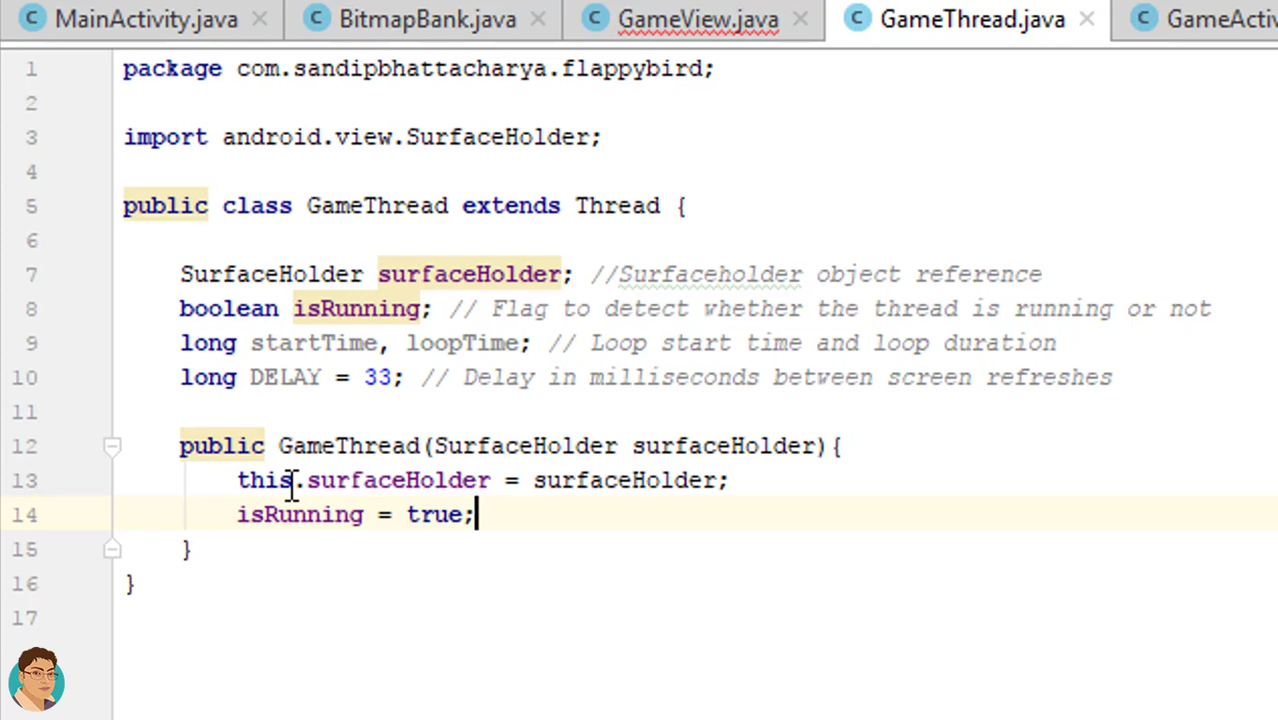 MainActivity.java BitmapBank.java GameView.java GameThread.java GameActiv
1 package com.sandipbhattacharya.flappybird;
2
3 import android.view.SurfaceHolder;
4
5 public class GameThread extends Thread {
6
7 SurfaceHolder surfaceHolder; //Surfaceholder object reference
8 boolean isRunning; // Flag to detect whether the thread is running or not
9 long startTime, loopTime; // Loop start time and loop duration
10 long DELAY = 33; // Delay in milliseconds between screen refreshes
11
12 public GameThread(SurfaceHolder surfaceHolder){
13 this.surfaceHolder = surfaceHolder;
14 isRunning = true;
15 }
16 }
17